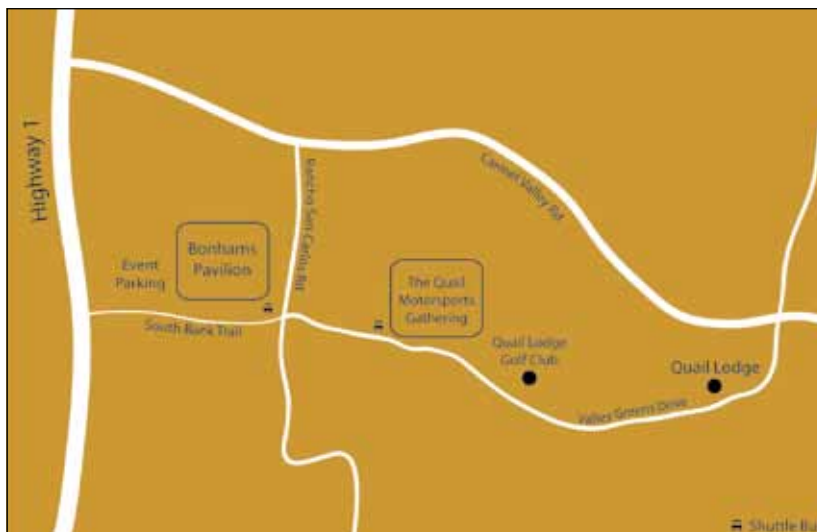 Highway 1
Carmel Valley Rd
Rancho San Carlos Rd
Bonhams
Pavilion
Event
Parking
The Quail
Motorsports
Gathering
South Bank Trail
Quail Lodge
Golf Club
Quail Lodge
Valley Greens Drive
Shuttle Bu